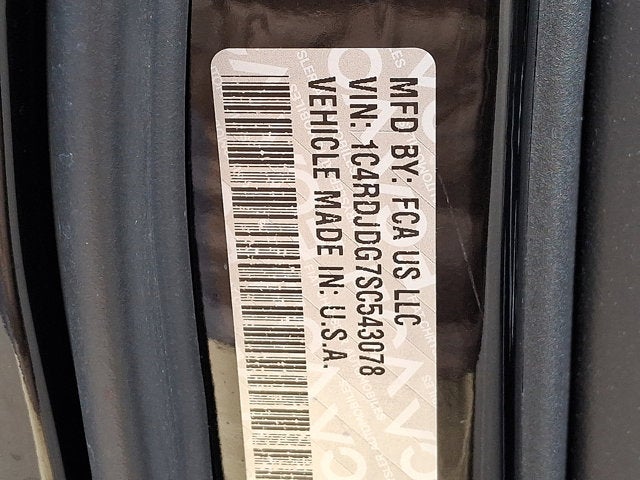 MFD BY: FCA US LLC
VIN: 1C4RDJDG7SC543078
VEHICLE MADE IN: U.S.A.